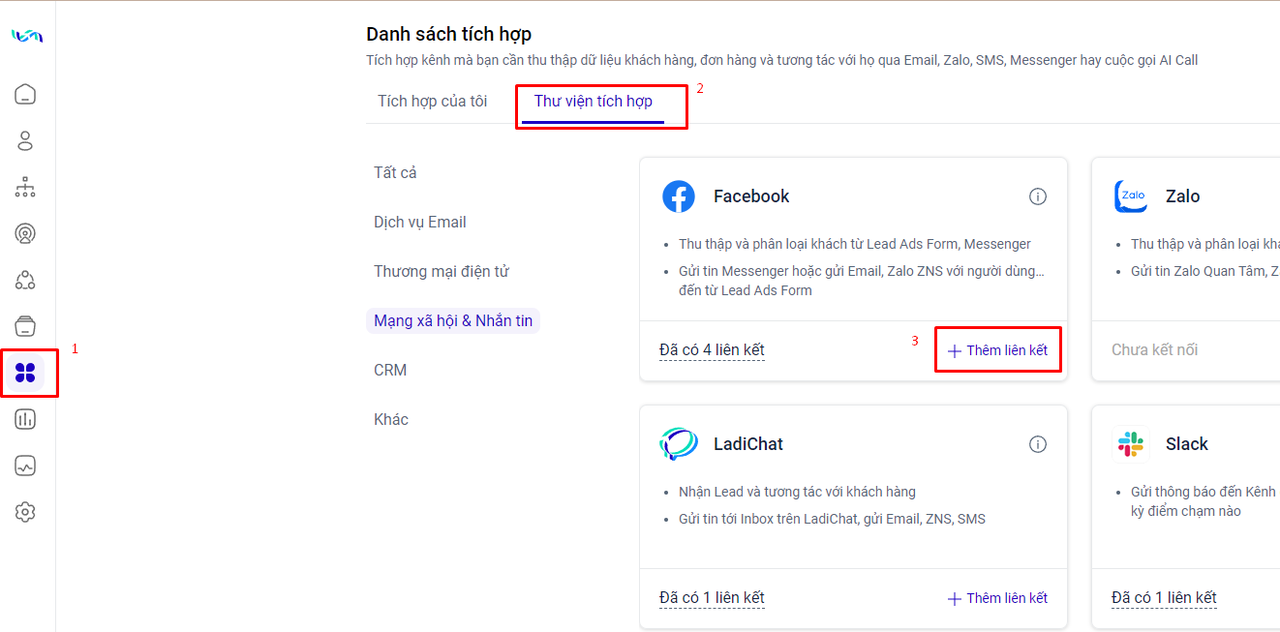 Danh sách tích hợp
Tích hợp kênh mà bạn cần thu thập dữ liệu khách hàng, đơn hàng và tương tác với họ qua Email, Zalo, SMS, Messenger hay cuộc gọi AI Call
Tích hợp của tôi
Thư viện tích hợp
2
Tất cả
Dịch vụ Email
Thương mại điện tử
Mạng xã hội & Nhắn tin
CRM
Khác
1
Facebook
Thu thập và phân loại khách từ Lead Ads Form, Messenger
Gửi tin Messenger hoặc gửi Email, Zalo ZNS với người dùng...
đến từ Lead Ads Form
Đã có 4 liên kết
3
+ Thêm liên kết
Zalo
Zalo
Thu thập và phân loại khá
Gửi tin Zalo Quan Tâm, Z
Chưa kết nối
LadiChat
Nhận Lead và tương tác với khách hàng
Gửi tin tới Inbox trên LadiChat, gửi Email, ZNS, SMS
Đã có 1 liên kết
+ Thêm liên kết
Slack
Gửi thông báo đến Kênh
kỳ điểm chạm nào
Đã có 1 liên kết